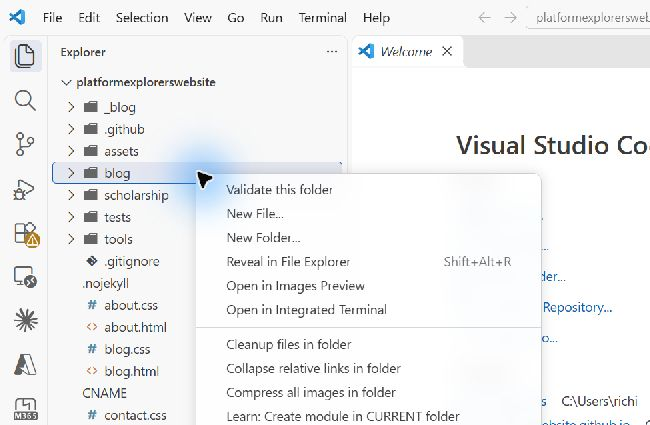 File Edit Selection View Go Run Terminal Help platformexplorersweb
Explorer ...
Welcome
platformexplorerswebsite
_blog
.github
assets
Visual Studio Co
blog
Validate this folder
scholarship
New File...
tests
New Folder...
tools
Reveal in File Explorer Shift+Alt+R
.gitignore
der...
.nojekyll
Open in Images Preview
about.css
Repository...
Open in Integrated Terminal
about.html
o...
blog.css
Cleanup files in folder
blog.html
Collapse relative links in folder
CNAME
Compress all images in folder
C:\Users\richi
contact.css
Learn: Create module in CURRENT folder
M365